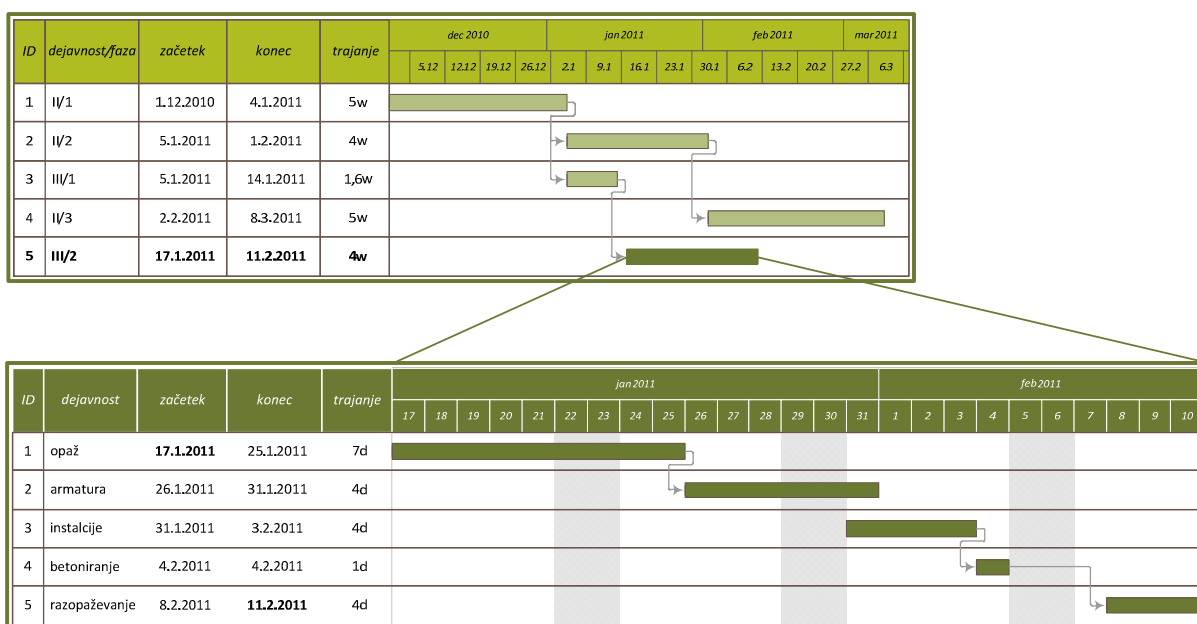 ID dejavnost/faza začetek konec trajanje dec 2010 jan 2011 feb 2011 mar 2011
5.12 12.12 19.12 26.12 2.1 9.1 16.1 23.1 30.1 6.2 13.2 20.2 27.2 6.3
1 II/1 1.12.2010 4.1.2011 5w
2 II/2 5.1.2011 1.2.2011 4w
3 III/1 5.1.2011 14.1.2011 1,6w
4 II/3 2.2.2011 8.3.2011 5w
5 III/2 17.1.2011 11.2.2011 4w
ID dejavnost začetek konec trajanje jan 2011 feb 2011
17 18 19 20 21 22 23 24 25 26 27 28 29 30 31 1 2 3 4 5 6 7 8 9 10
1 opaž 17.1.2011 25.1.2011 7d
2 armatura 26.1.2011 31.1.2011 4d
3 instalcije 31.1.2011 3.2.2011 4d
4 betoniranje 4.2.2011 4.2.2011 1d
5 razopaževanje 8.2.2011 11.2.2011 4d